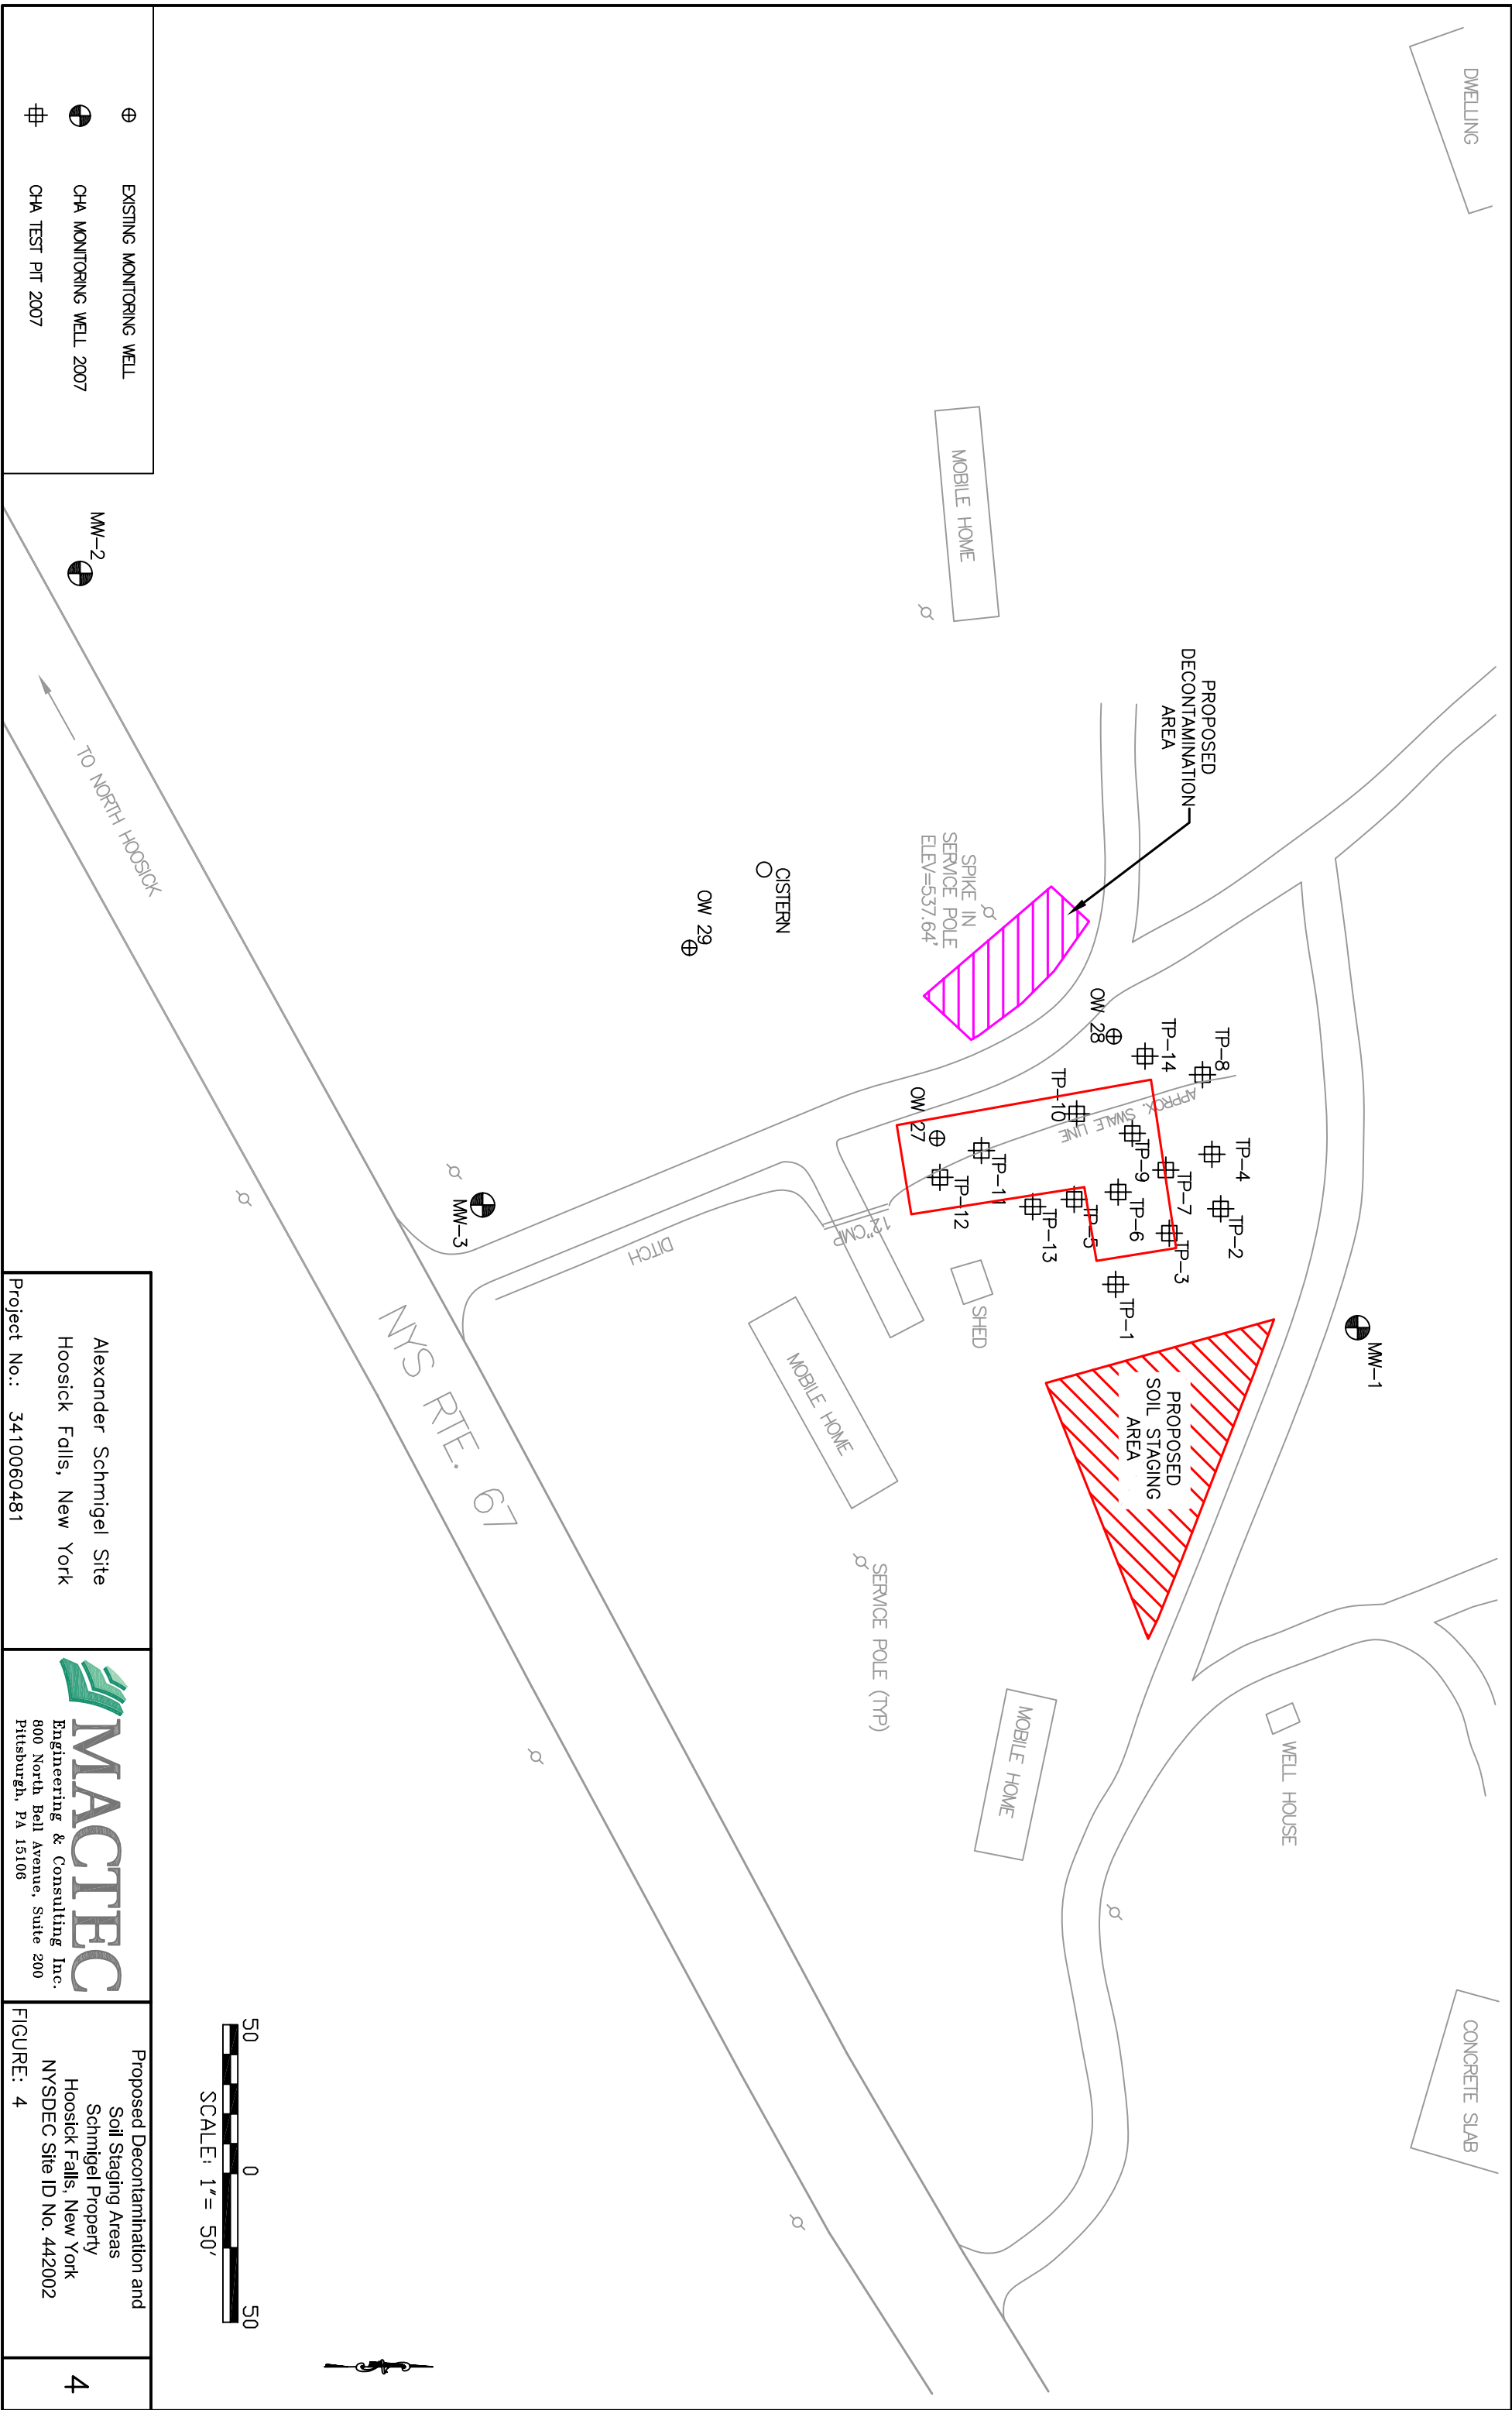 DWELLING
CONCRETE SLAB
MW-1
WELL HOUSE
PROPOSED
DECONTAMINATION
AREA
TP-8
TP-4
TP-2
TP-14
TP-7
TP-3
OW 28
APPROX. SWALE LINE
TP-9
TP-6
TP-1
TP-10
TP-5
PROPOSED
SOIL STAGING
AREA
MOBILE HOME
SPIKE IN
SERVICE POLE
ELEV=537.64'
TP-11
TP-13
OW 27
TP-12
SHED
MOBILE HOME
12"CMP
SERVICE POLE (TYP)
MOBILE HOME
CISTERN
OW 29
DITCH
MW-3
NYS RTE. 67
MW-2
TO NORTH HOOSICK
50 0 50
SCALE: 1"= 50'
EXISTING MONITORING WELL
CHA MONITORING WELL 2007
CHA TEST PIT 2007
Alexander Schmigel Site
Hoosick Falls, New York
Project No.: 3410060481
MACTEC
Engineering & Consulting Inc.
800 North Bell Avenue, Suite 200
Pittsburgh, PA 15106
Proposed Decontamination and
Soil Staging Areas
Schmigel Property
Hoosick Falls, New York
NYSDEC Site ID No. 442002
FIGURE: 4
4